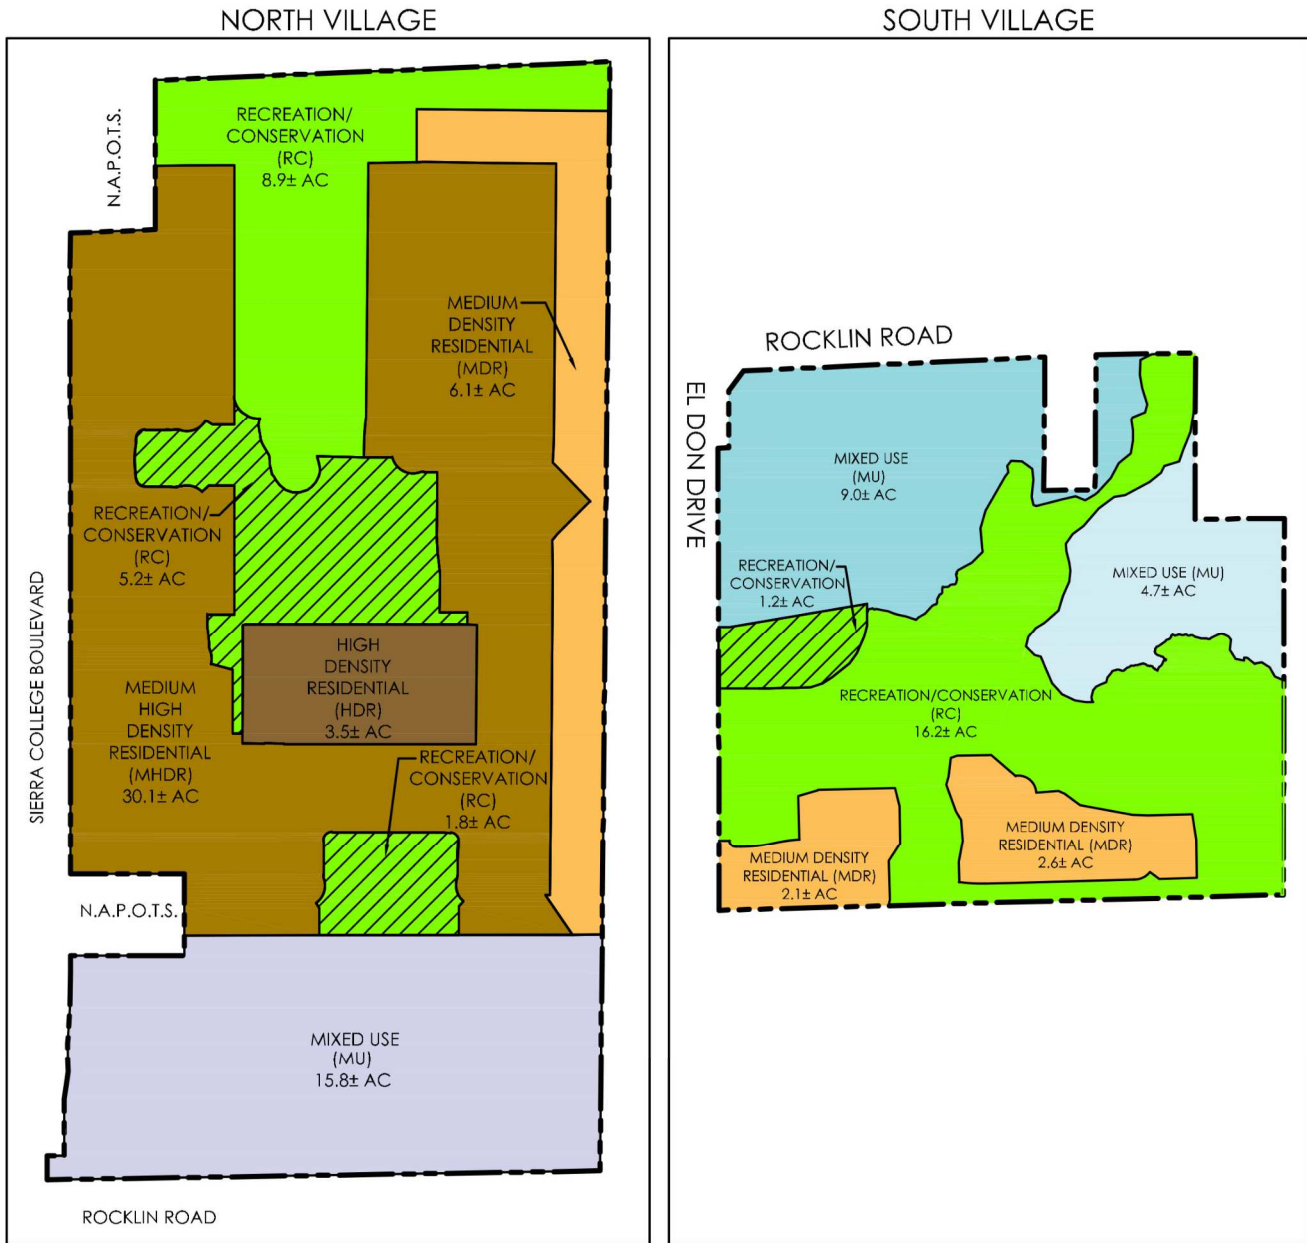 NORTH VILLAGE
N.A.P.O.T.S.
RECREATION/
CONSERVATION
(RC)
8.9± AC
MEDIUM
DENSITY
RESIDENTIAL
(MDR)
6.1± AC
RECREATION/
CONSERVATION
(RC)
5.2± AC
HIGH
DENSITY
RESIDENTIAL
(HDR)
3.5± AC
MEDIUM
HIGH
DENSITY
RESIDENTIAL
(MHDR)
30.1± AC
RECREATION/
CONSERVATION
(RC)
1.8± AC
SIERRA COLLEGE BOULEVARD
N.A.P.O.T.S.
MIXED USE
(MU)
15.8± AC
ROCKLIN ROAD
SOUTH VILLAGE
ROCKLIN ROAD
EL DON DRIVE
MIXED USE
(MU)
9.0± AC
RECREATION/
CONSERVATION
1.2± AC
MIXED USE (MU)
4.7± AC
RECREATION/CONSERVATION
(RC)
16.2± AC
MEDIUM DENSITY
RESIDENTIAL (MDR)
2.1± AC
MEDIUM DENSITY
RESIDENTIAL (MDR)
2.6± AC